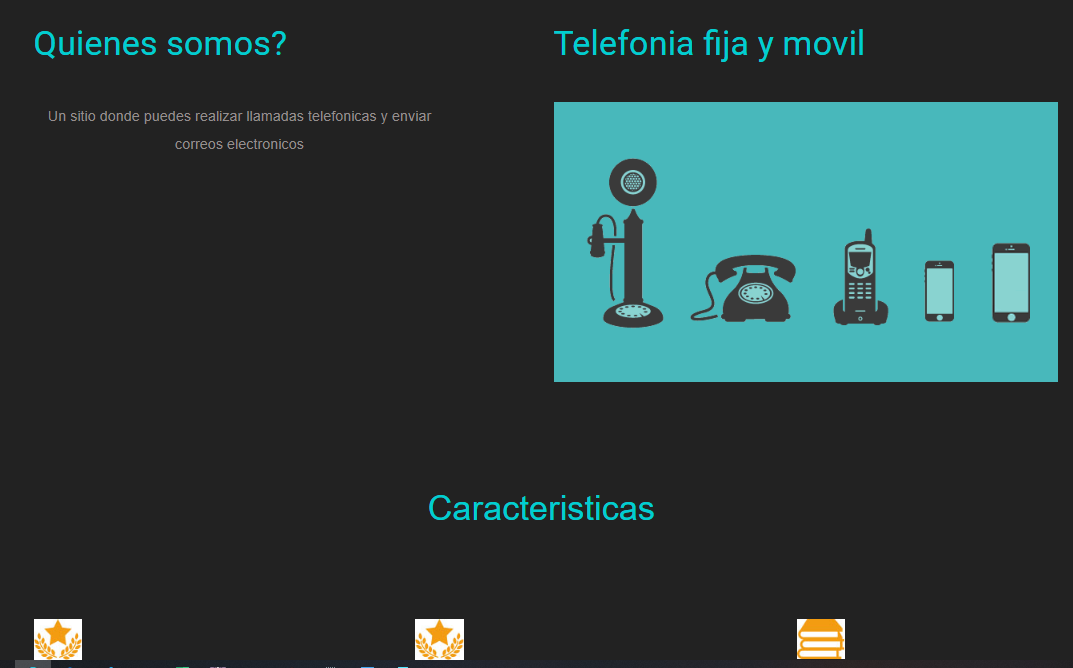 Quienes somos?
Un sitio donde puedes realizar llamadas telefonicas y enviar
correos electronicos
Telefonia fija y movil
Caracteristicas